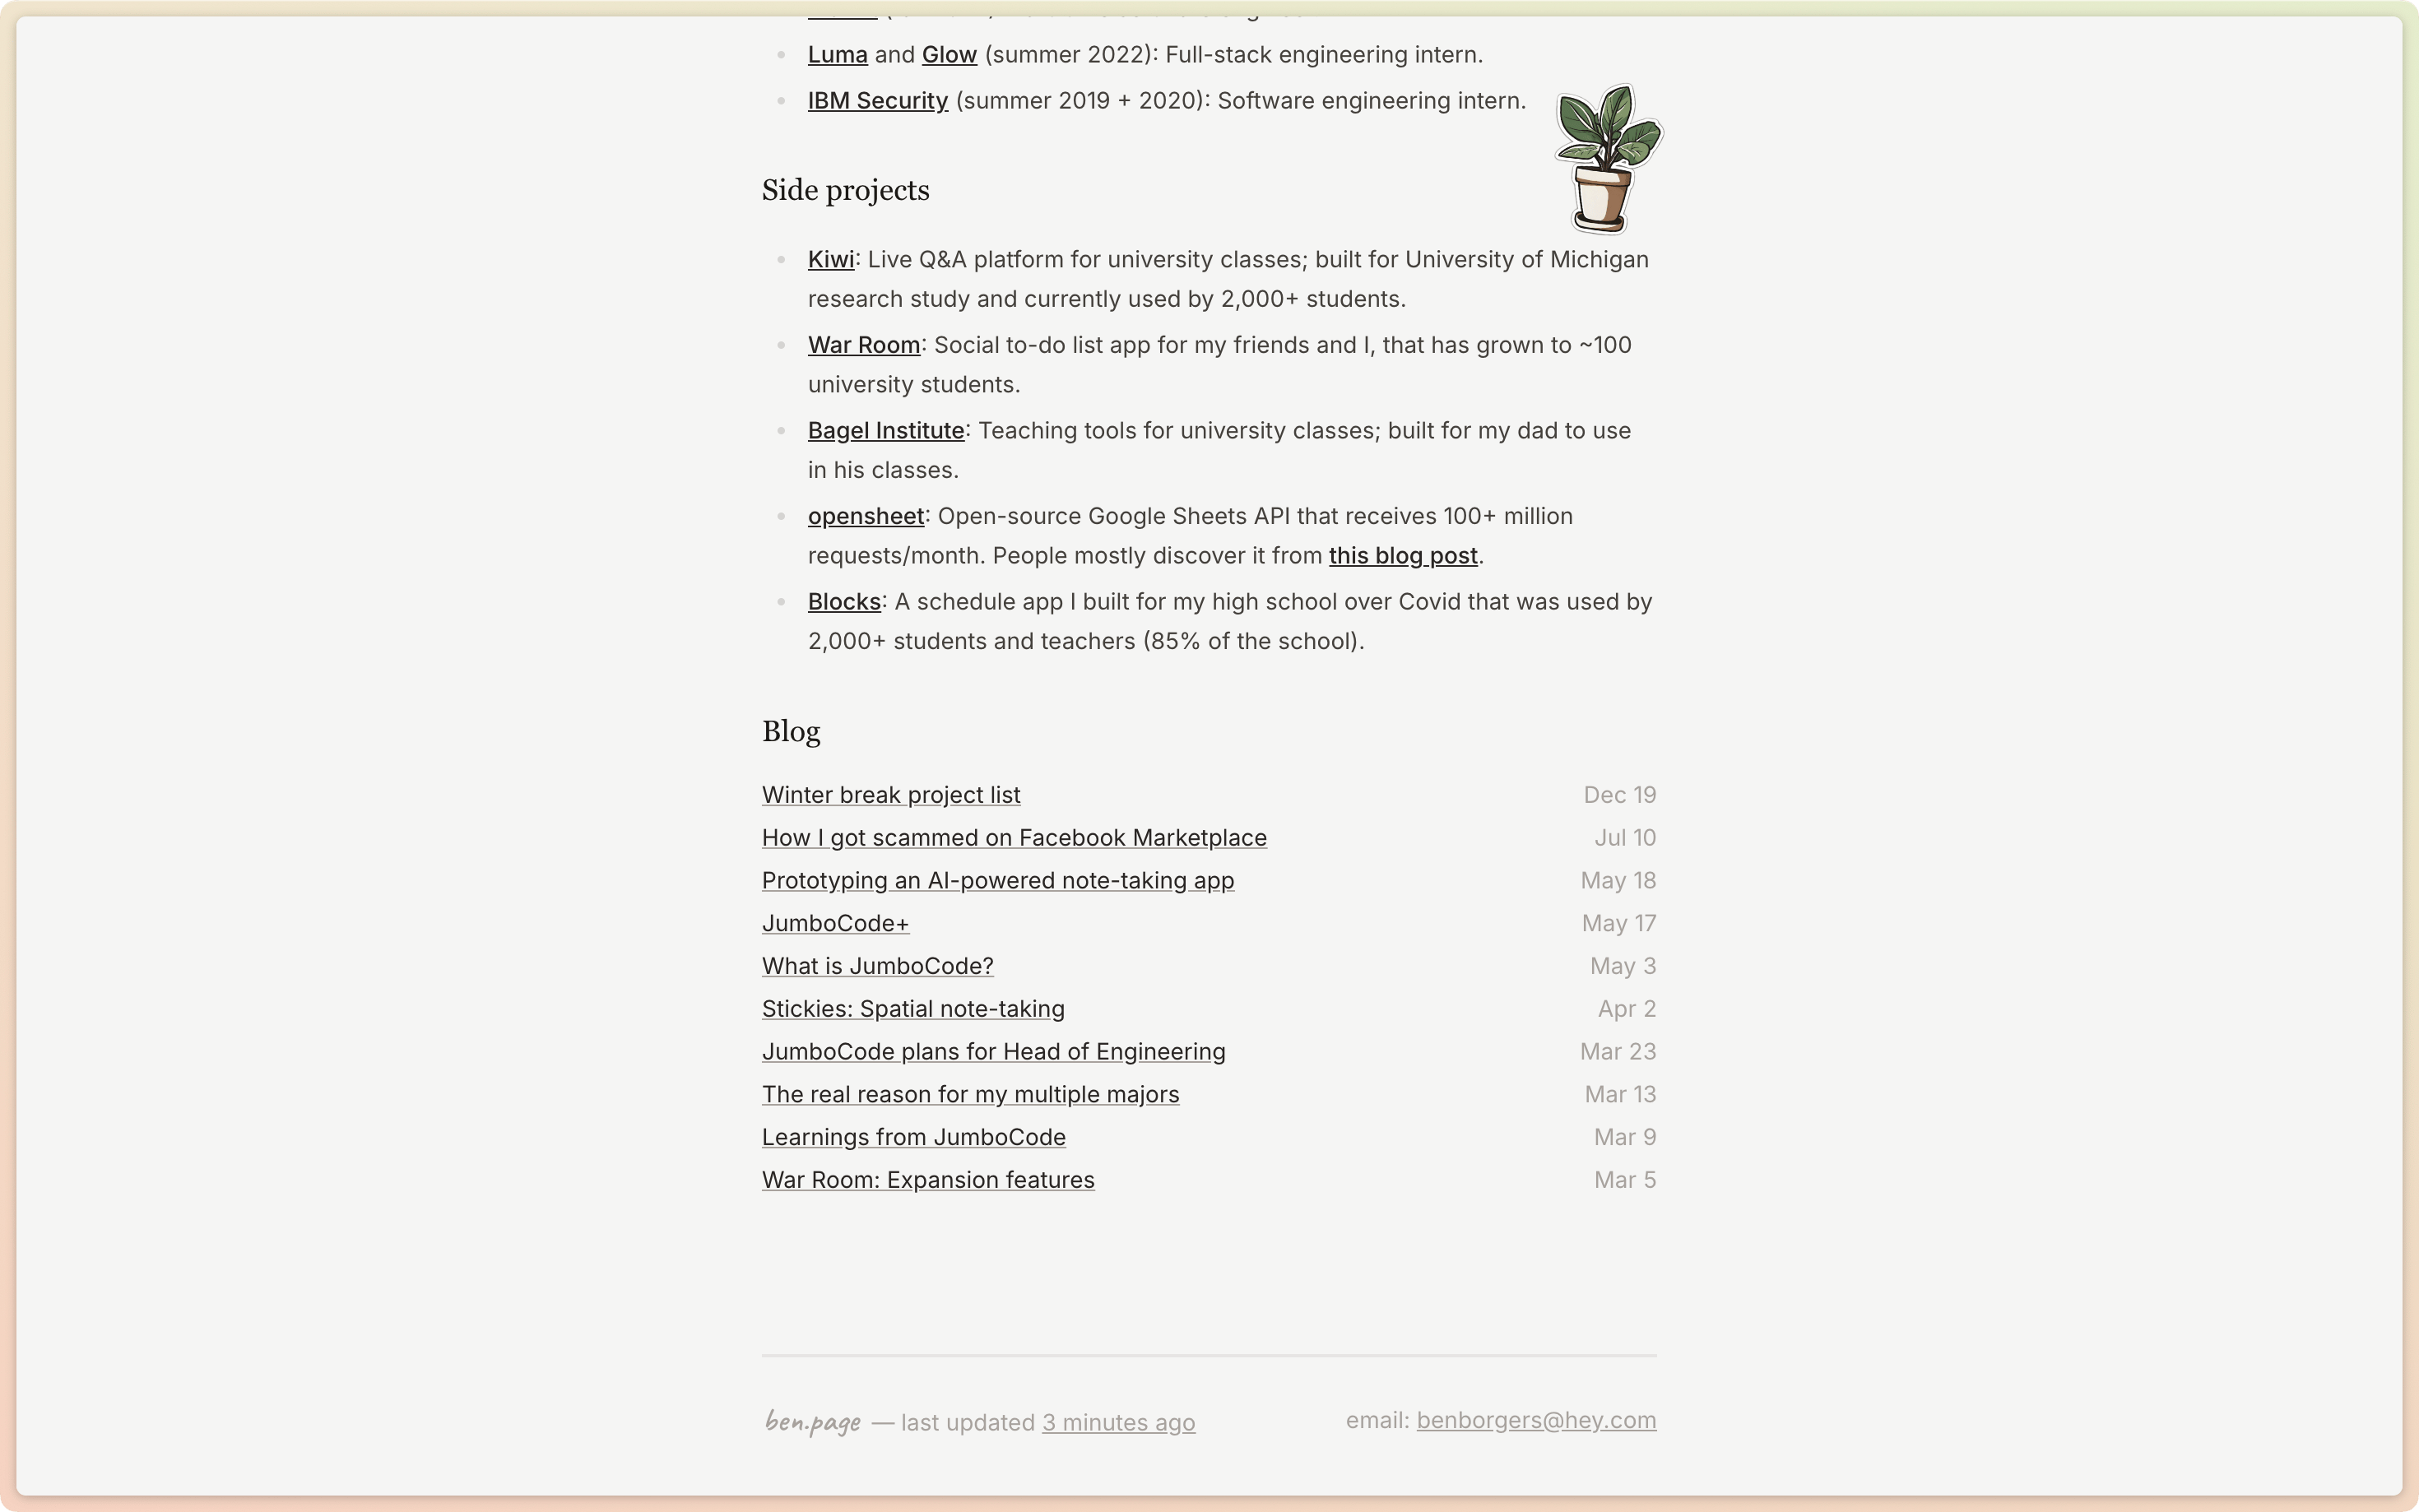 Luma and Glow (summer 2022): Full-stack engineering intern.
IBM Security (summer 2019 + 2020): Software engineering intern.
Side projects
Kiwi: Live Q&A platform for university classes; built for University of Michigan
research study and currently used by 2,000+ students.
War Room: Social to-do list app for my friends and I, that has grown to ~100
university students.
Bagel Institute: Teaching tools for university classes; built for my dad to use
in his classes.
opensheet: Open-source Google Sheets API that receives 100+ million
requests/month. People mostly discover it from this blog post.
Blocks: A schedule app I built for my high school over Covid that was used by
2,000+ students and teachers (85% of the school).
Blog
Winter break project list Dec 19
How I got scammed on Facebook Marketplace Jul 10
Prototyping an AI-powered note-taking app May 18
JumboCode+ May 17
What is JumboCode? May 3
Stickies: Spatial note-taking Apr 2
JumboCode plans for Head of Engineering Mar 23
The real reason for my multiple majors Mar 13
Learnings from JumboCode Mar 9
War Room: Expansion features Mar 5
ben.page — last updated 3 minutes ago email: benborgers@hey.com